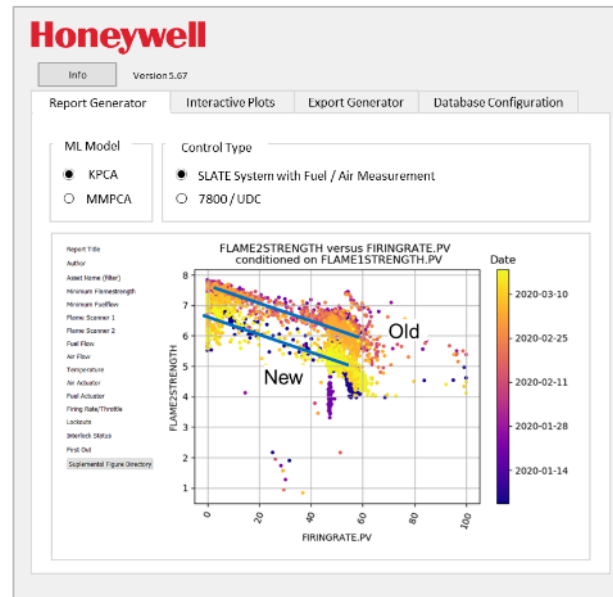 Honeywell
Info
Version 5.67
Report Generator
Interactive Plots
Export Generator
Database Configuration
ML Model
KPCA
MMPCA
Control Type
SLATE System with Fuel / Air Measurement
7800 / UDC
Report Title
Author
Asset Name (filter)
Minimum Flamestrength
Minimum Fuelflow
Flame Scanner 1
Flame Scanner 2
Fuel Flow
Air Flow
Temperature
Air Actuator
Fuel Actuator
Firing Rate/Throttle
Lockouts
Interlock Status
First Out
Suplemental Figure Directory
FLAME2STRENGTH versus FIRINGRATE.PV
conditioned on FLAME1STRENGTH.PV
FLAME2STRENGTH
8
7
6
5
4
3
2
1
Old
New
0
20
40
60
80
100
FIRINGRATE.PV
Date
2020-03-10
2020-02-25
2020-02-11
2020-01-28
2020-01-14